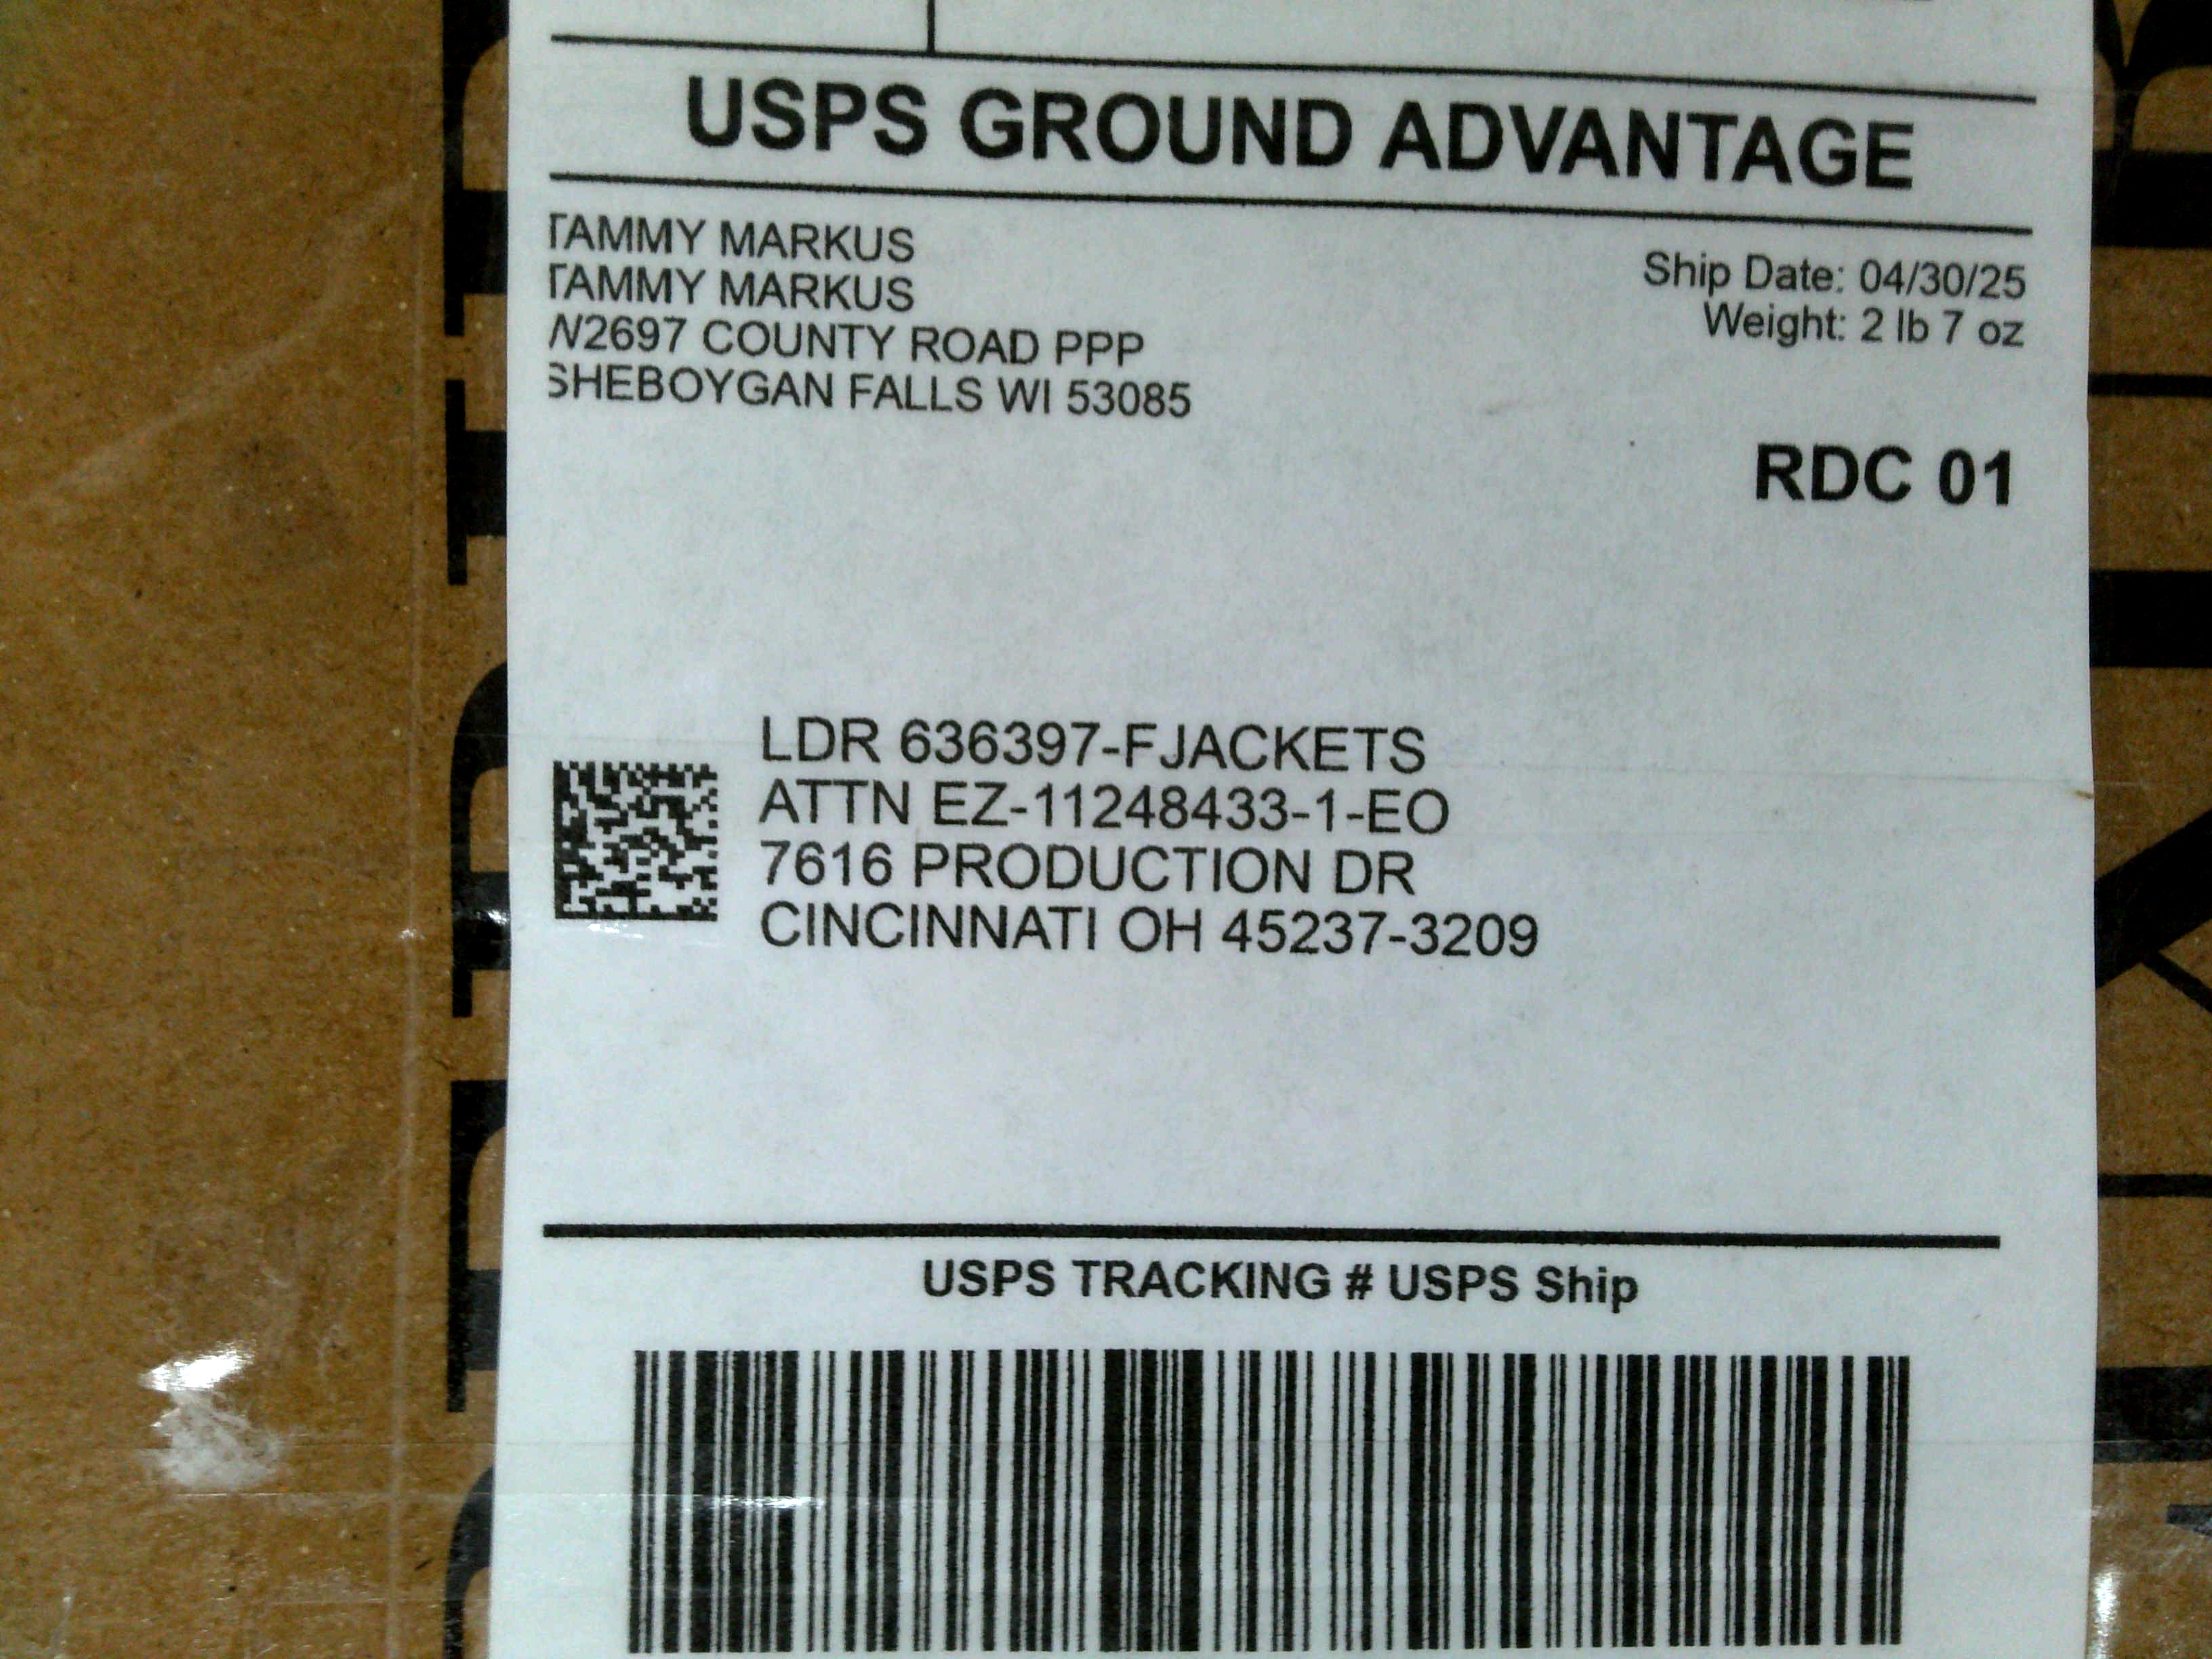 USPS GROUND ADVANTAGE
TAMMY MARKUS
TAMMY MARKUS
W2697 COUNTY ROAD PPP
SHEBOYGAN FALLS WI 53085
Ship Date: 04/30/25
Weight: 2 lb 7 oz
RDC 01
LDR 636397-FJACKETS
ATTN EZ-11248433-1-EO
7616 PRODUCTION DR
CINCINNATI OH 45237-3209
USPS TRACKING # USPS Ship